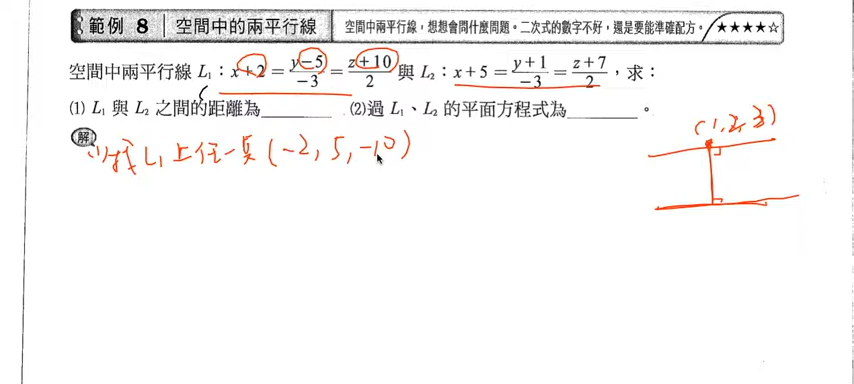 範例 8 空間中的兩平行線 空間中兩平行線，想想會問什麼問題。二次式的數字不好，還是要能準確配方。 ★★★★☆
空間中兩平行線 L₁：x+2=\frac{y-5}{-3}=\frac{z+10}{2} 與 L₂：x+5=\frac{y+1}{-3}=\frac{z+7}{2}，求：
(1) L₁ 與 L₂ 之間的距離為________ (2)過 L₁、L₂ 的平面方程式為________。
解
(1)找 L₁ 上任一點 (-2, 5, -10)
(1, 2, 3)